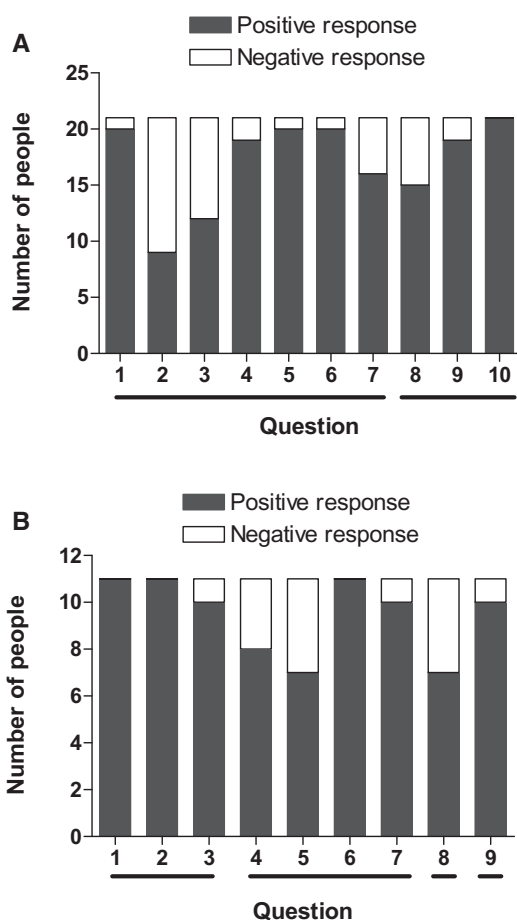 A
Positive response
Negative response
Number of people
25
20
15
10
5
0
1 2 3 4 5 6 7 8 9 10
Question
B
Positive response
Negative response
Number of people
12
10
8
6
4
2
0
1 2 3 4 5 6 7 8 9
Question